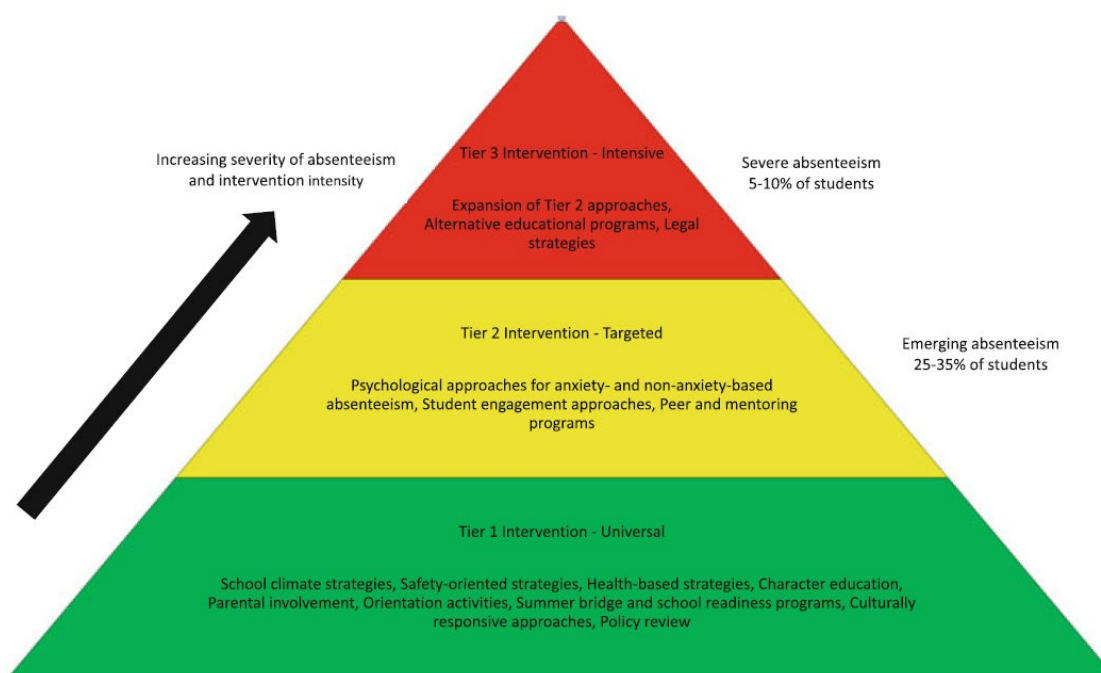 Tier 3 Intervention - Intensive
Increasing severity of absenteeism
and intervention intensity
Severe absenteeism
5-10% of students
Expansion of Tier 2 approaches,
Alternative educational programs, Legal
strategies
Tier 2 Intervention - Targeted
Emerging absenteeism
25-35% of students
Psychological approaches for anxiety- and non-anxiety-based
absenteeism, Student engagement approaches, Peer and mentoring
programs
Tier 1 Intervention - Universal
School climate strategies, Safety-oriented strategies, Health-based strategies, Character education,
Parental involvement, Orientation activities, Summer bridge and school readiness programs, Culturally
responsive approaches, Policy review